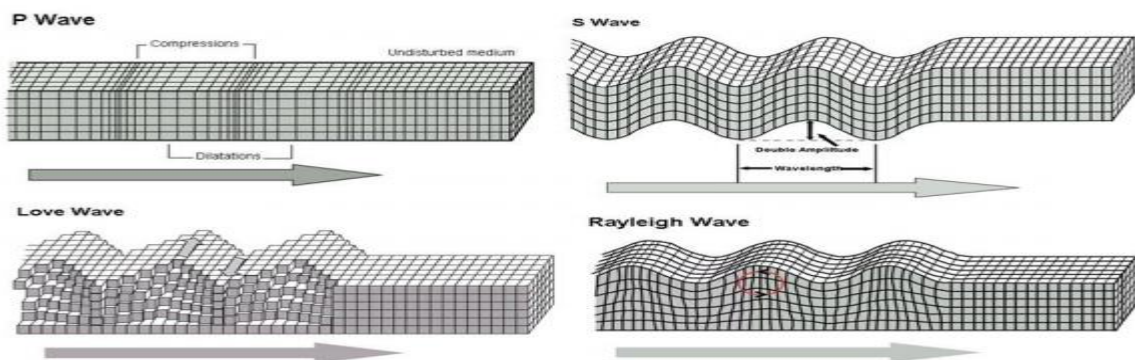 P Wave
Compressions
Undisturbed medium
Dilatations
S Wave
Double Amplitude
Wavelength
Love Wave
Rayleigh Wave